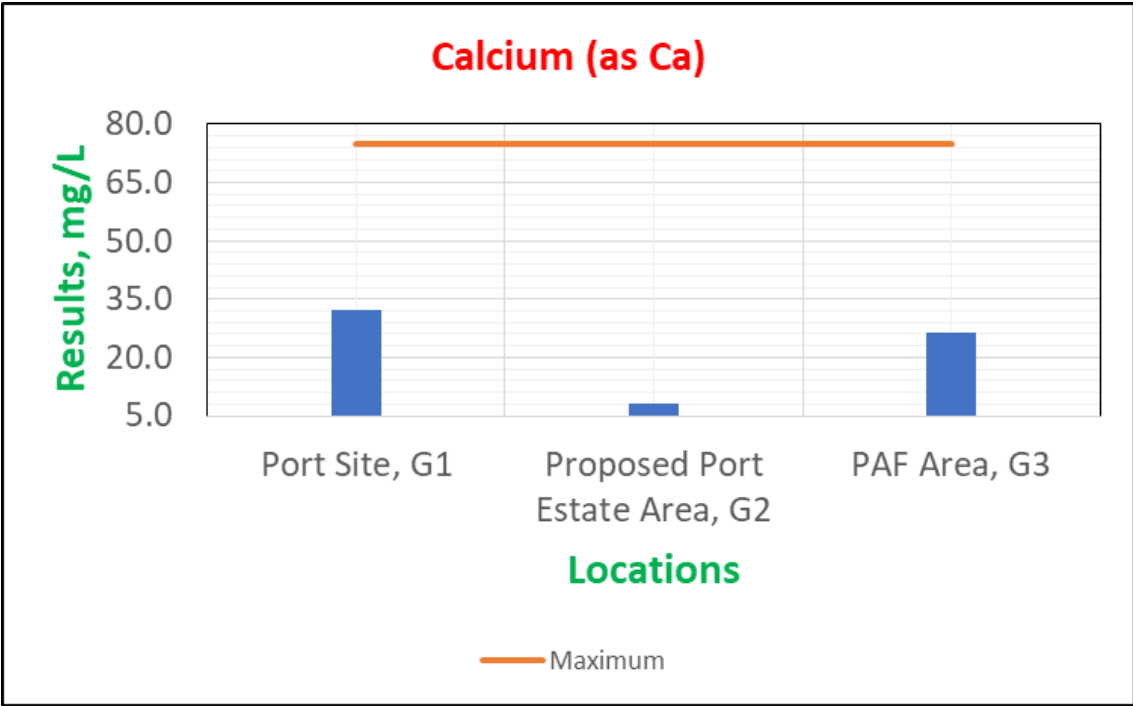 Calcium (as Ca)
Results, mg/L
80.0
65.0
50.0
35.0
20.0
5.0
Port Site, G1
Proposed Port
Estate Area, G2
PAF Area, G3
Locations
Maximum